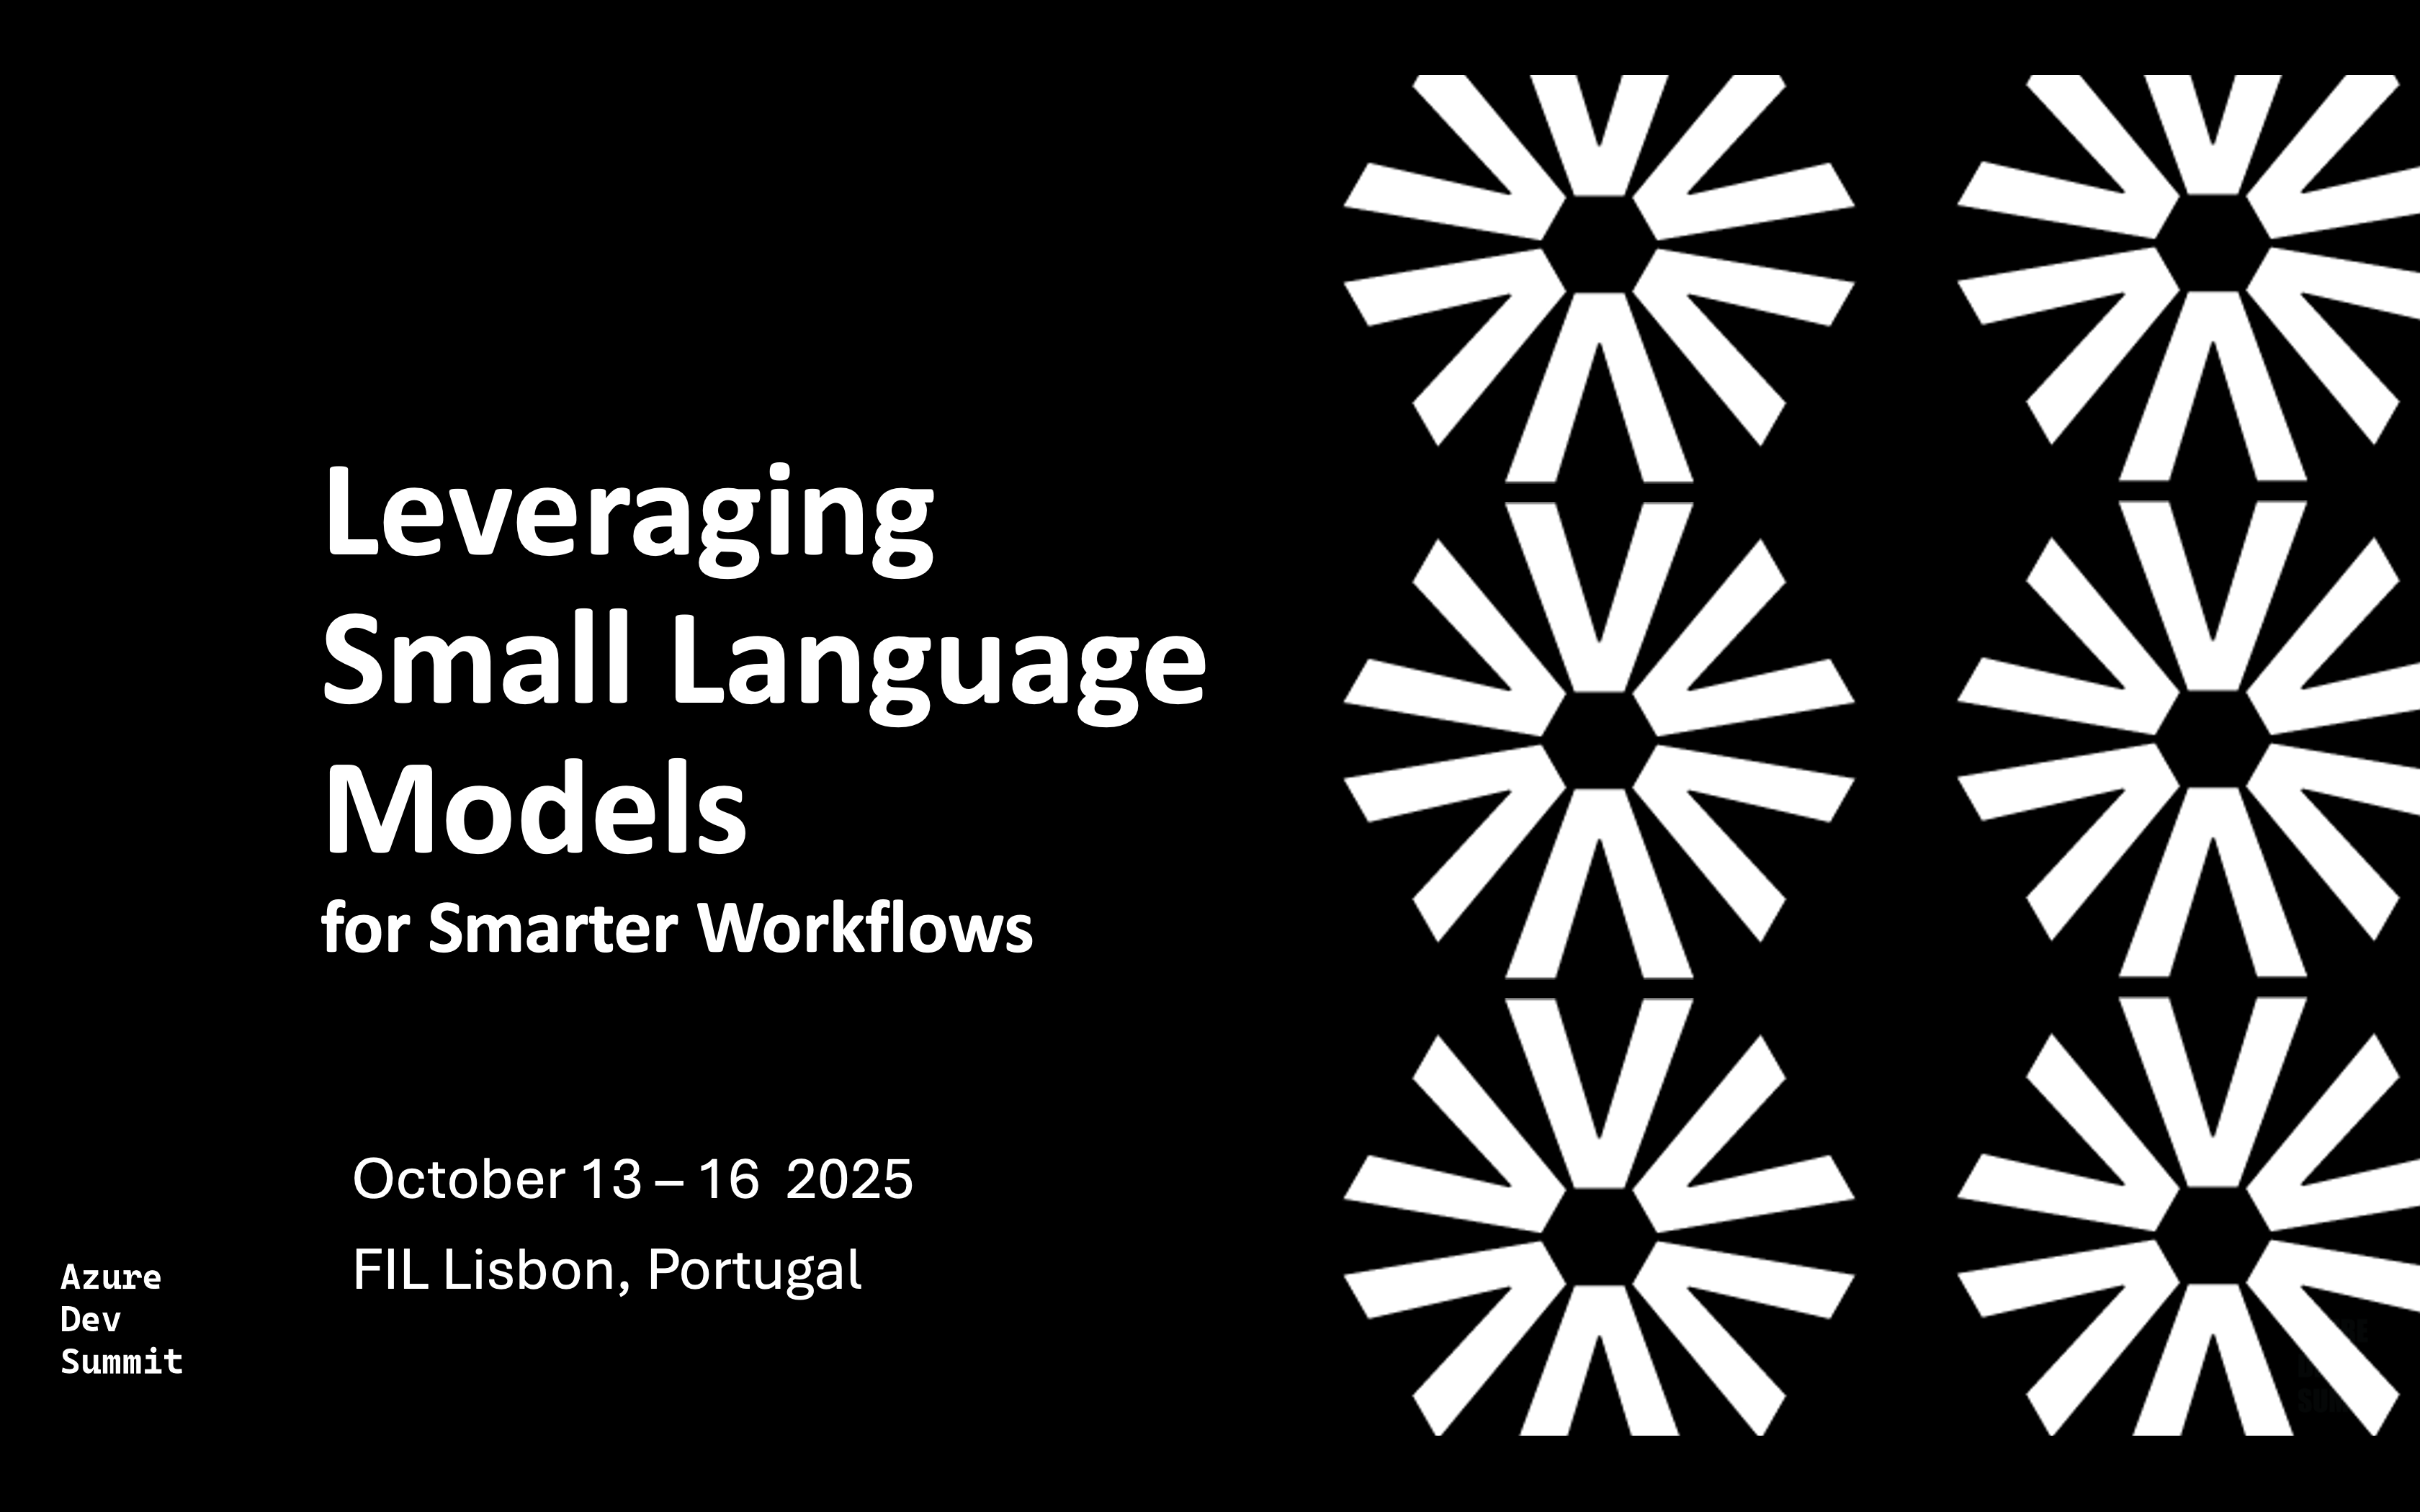 Leveraging
Small Language
Models
for Smarter Workflows
October 13 – 16 2025
FIL Lisbon, Portugal
Azure
Dev
Summit